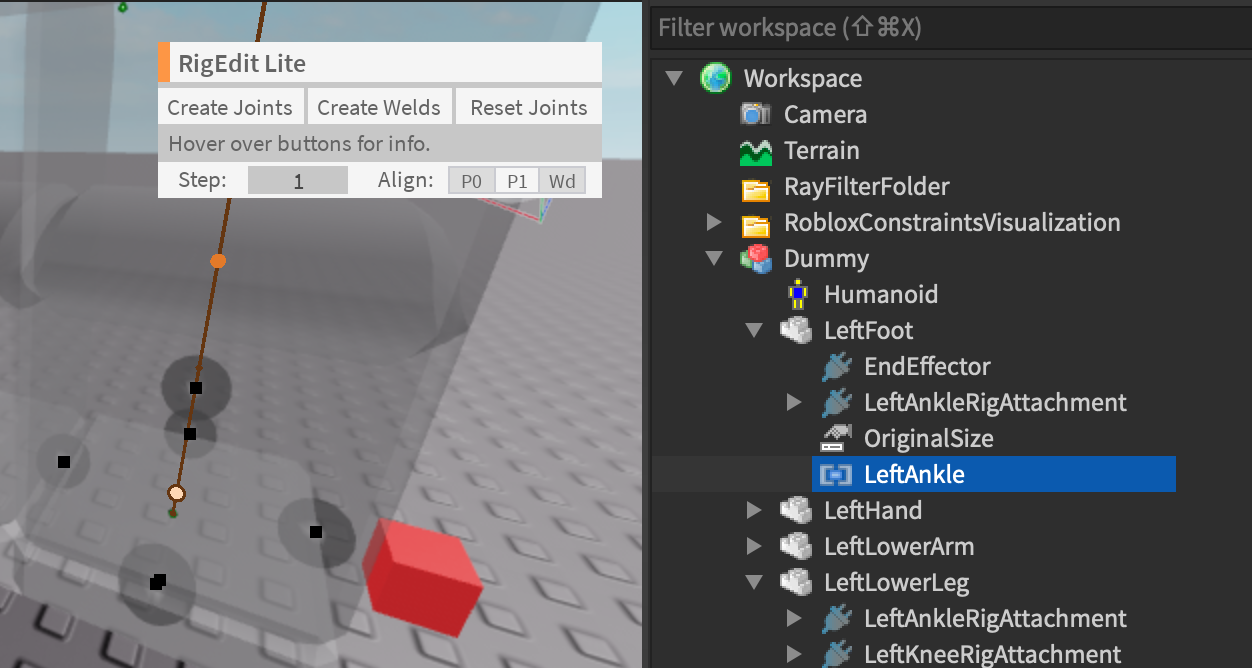 RigEdit Lite
Create Joints Create Welds Reset Joints
Hover over buttons for info.
Step: 1 Align: P0 P1 Wd
Filter workspace (⇧⌘X)
Workspace
Camera
Terrain
RayFilterFolder
RobloxConstraintsVisualization
Dummy
Humanoid
LeftFoot
EndEffector
LeftAnkleRigAttachment
OriginalSize
LeftAnkle
LeftHand
LeftLowerArm
LeftLowerLeg
LeftAnkleRigAttachment
LeftKneeRigAttachment